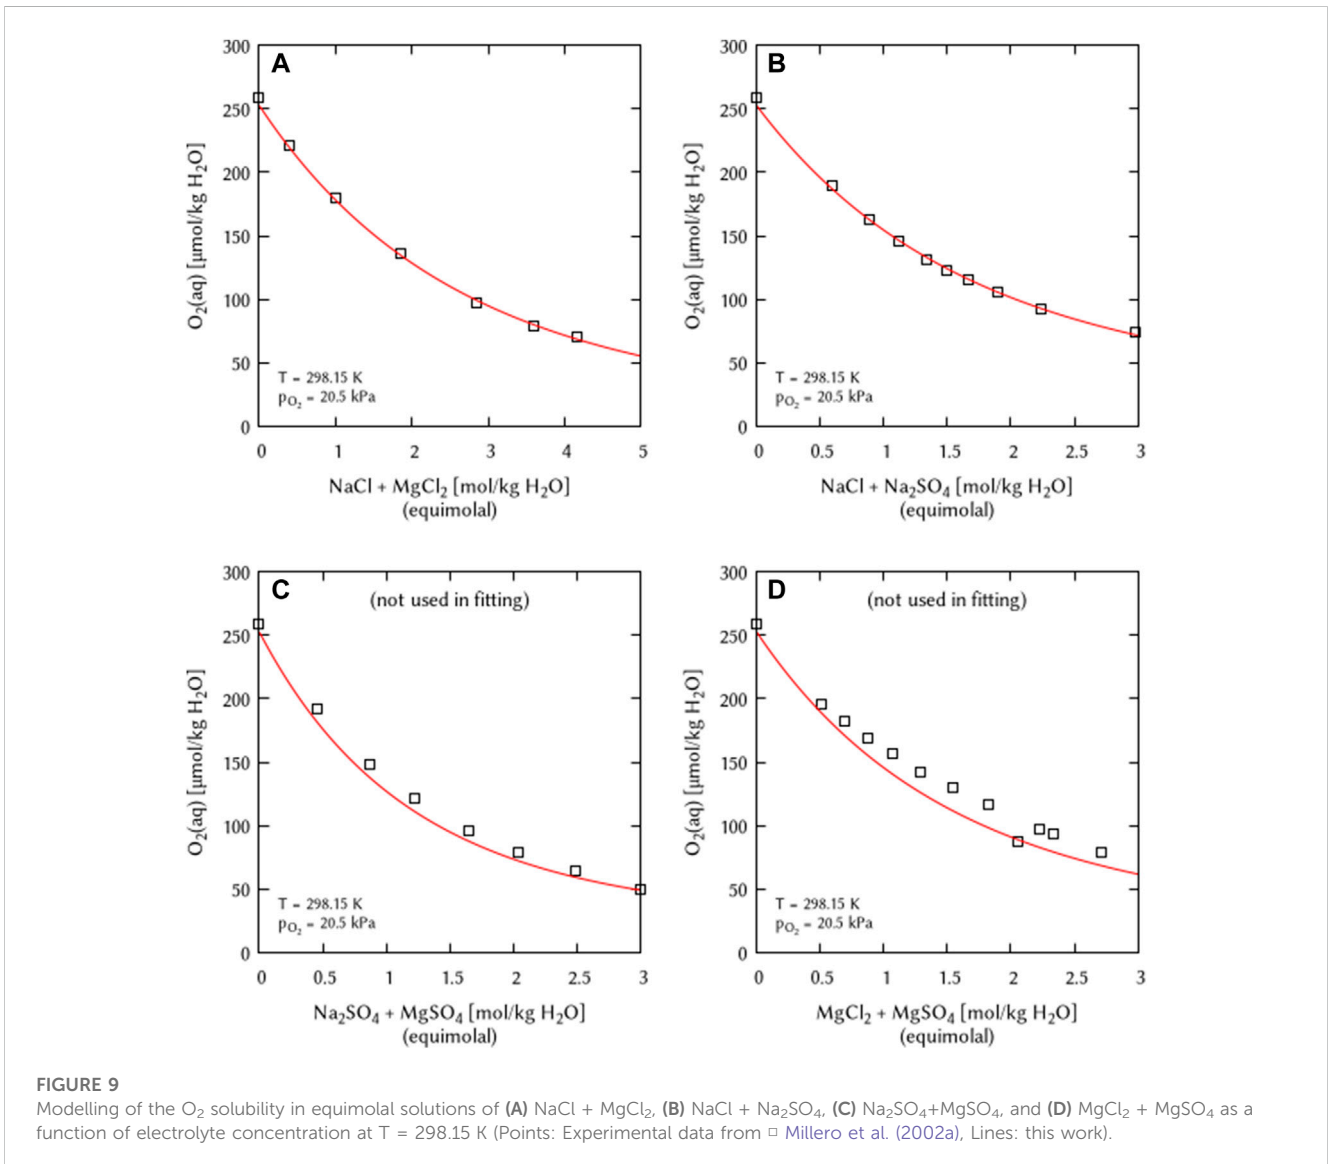 A
300
250
200
150
100
50
0
O₂(aq) [µmol/kg H₂O]
T = 298.15 K
pO₂ = 20.5 kPa
0 1 2 3 4 5
NaCl + MgCl₂ [mol/kg H₂O]
(equimolal)
B
300
250
200
150
100
50
0
O₂(aq) [µmol/kg H₂O]
T = 298.15 K
pO₂ = 20.5 kPa
0 0.5 1 1.5 2 2.5 3
NaCl + Na₂SO₄ [mol/kg H₂O]
(equimolal)
C
(not used in fitting)
300
250
200
150
100
50
0
O₂(aq) [µmol/kg H₂O]
T = 298.15 K
pO₂ = 20.5 kPa
0 0.5 1 1.5 2 2.5 3
Na₂SO₄ + MgSO₄ [mol/kg H₂O]
(equimolal)
D
(not used in fitting)
300
250
200
150
100
50
0
O₂(aq) [µmol/kg H₂O]
T = 298.15 K
pO₂ = 20.5 kPa
0 0.5 1 1.5 2 2.5 3
MgCl₂ + MgSO₄ [mol/kg H₂O]
(equimolal)
FIGURE 9
Modelling of the O₂ solubility in equimolal solutions of (A) NaCl + MgCl₂, (B) NaCl + Na₂SO₄, (C) Na₂SO₄+MgSO₄, and (D) MgCl₂ + MgSO₄ as a
function of electrolyte concentration at T = 298.15 K (Points: Experimental data from □ Millero et al. (2002a), Lines: this work).